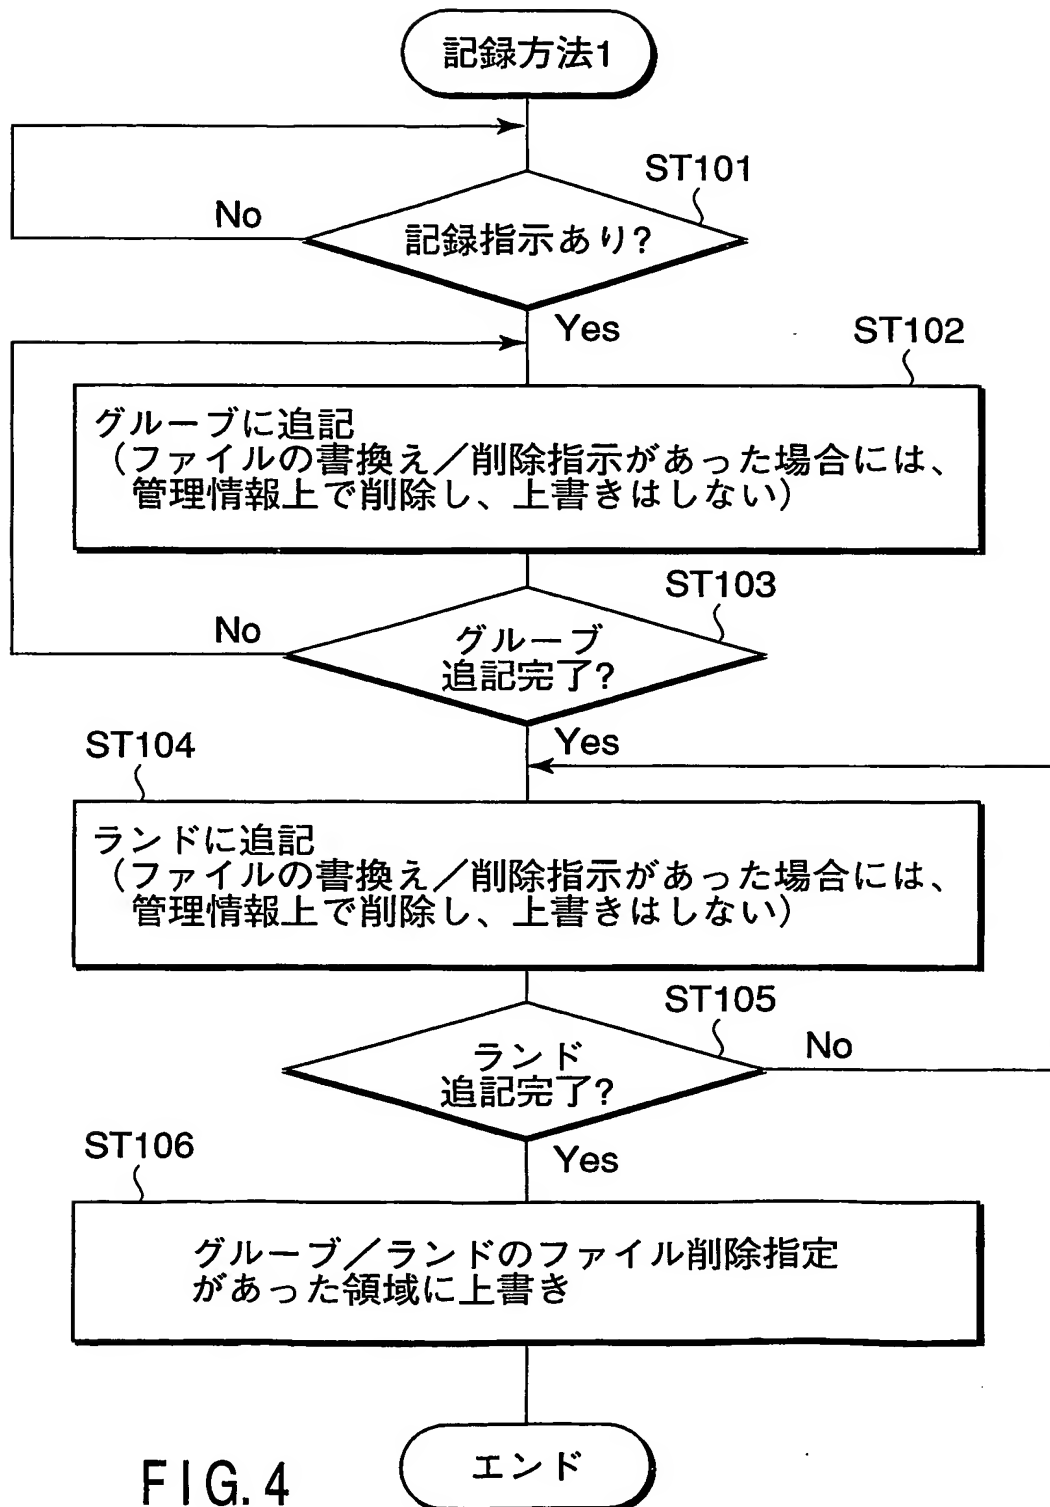 記録方法1
ST101
No
記録指示あり?
Yes
ST102
グルーブに追記
(ファイルの書換え/削除指示があった場合には、
管理情報上で削除し、上書きはしない)
ST103
No
グルーブ
追記完了?
Yes
ST104
ランドに追記
(ファイルの書換え/削除指示があった場合には、
管理情報上で削除し、上書きはしない)
ST105
ランド
追記完了?
No
Yes
ST106
グルーブ/ランドのファイル削除指定
があった領域に上書き
エンド
FIG. 4